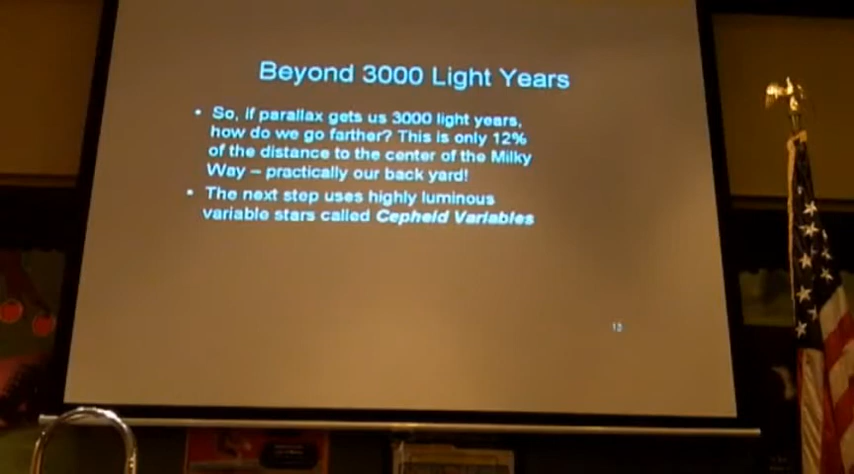 Beyond 3000 Light Years
• So, if parallax gets us 3000 light years,
how do we go farther? This is only 12%
of the distance to the center of the Milky
Way – practically our back yard!
• The next step uses highly luminous
variable stars called Cepheid Variables